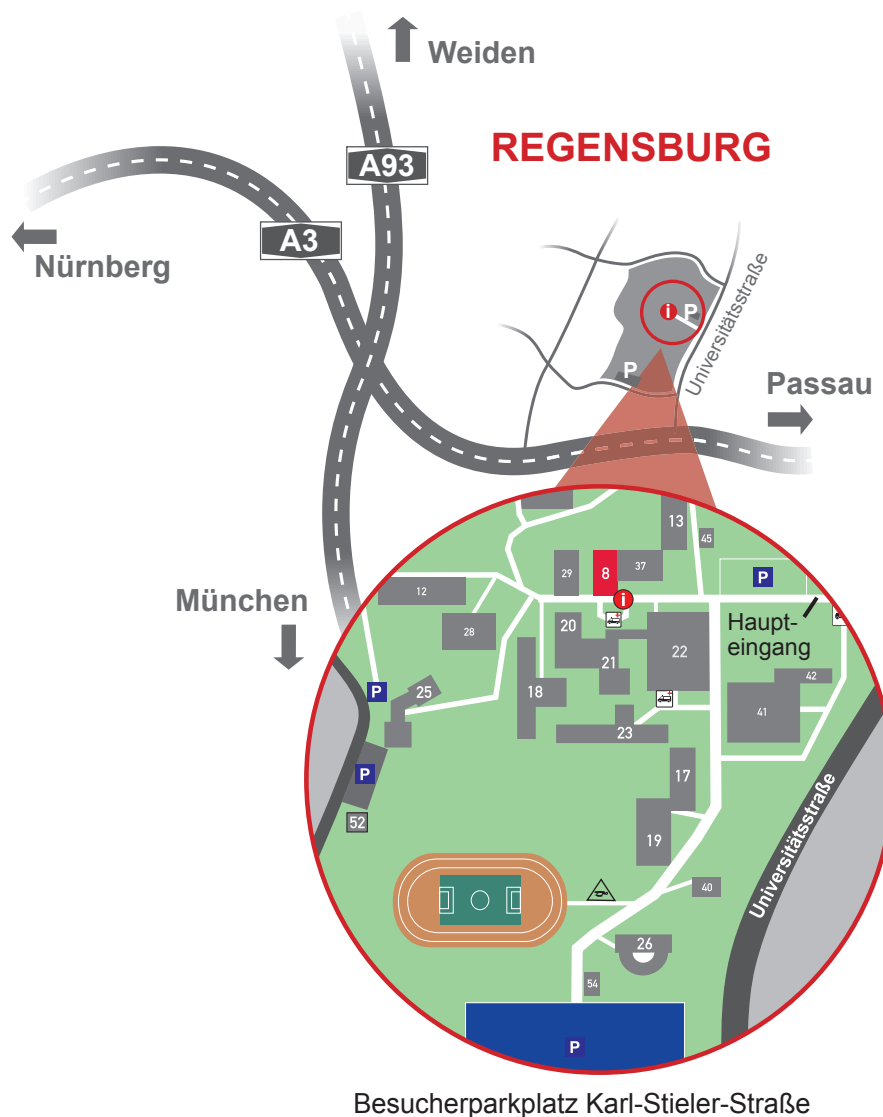 Weiden
REGENSBURG
A93
A3
Nürnberg
Universitätsstraße
i
P
P
Passau
München
13
45
29
8
37
P
12
i
Haupt-
eingang
28
20
22
21
42
P
25
18
41
23
P
17
52
19
Universitätsstraße
40
26
54
P
Besucherparkplatz Karl-Stieler-Straße